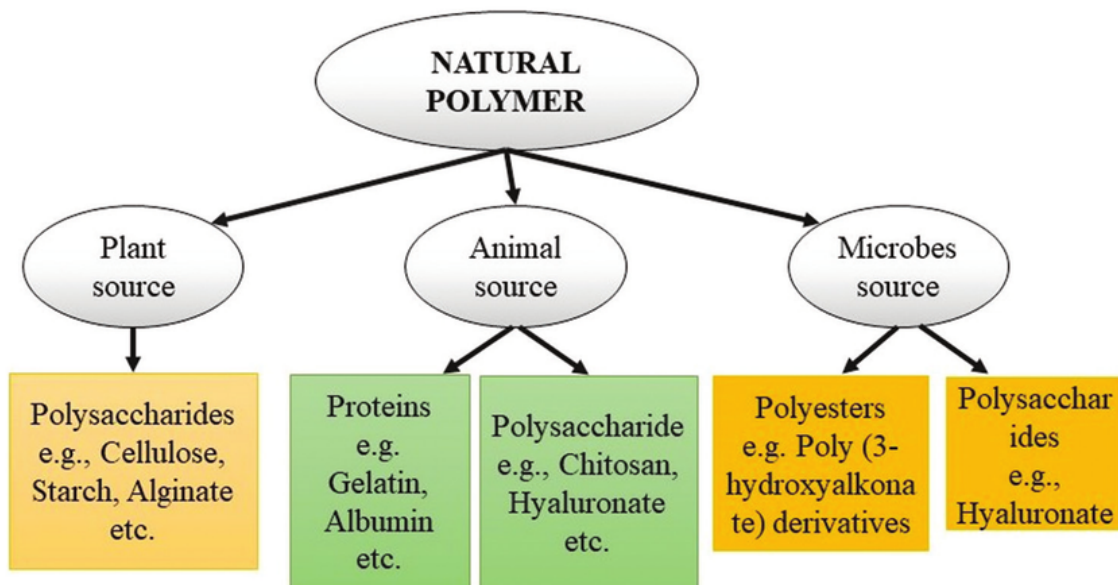 NATURAL
POLYMER
Plant
source
Animal
source
Microbes
source
Polysaccharides
e.g., Cellulose,
Starch, Alginate
etc.
Proteins
e.g.
Gelatin,
Albumin
etc.
Polysaccharide
e.g., Chitosan,
Hyaluronate
etc.
Polyesters
e.g. Poly (3-
hydroxyalkona
te) derivatives
Polysacchar
ides
e.g.,
Hyaluronate